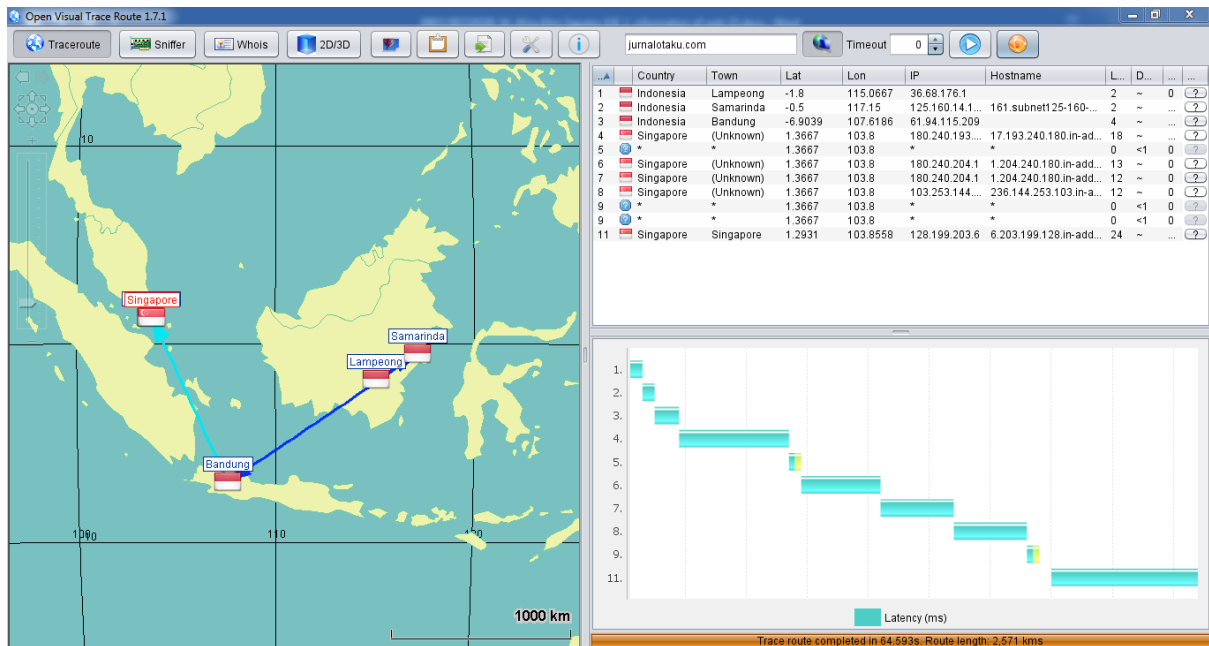 Open Visual Trace Route 1.7.1
Traceroute Sniffer Whois 2D/3D jurnalotaku.com Timeout 0
10
Singapore
Samarinda
Lampeong
Bandung
100 110 120
1000 km
... Country Town Lat Lon IP Hostname L... D... ... ...
1 Indonesia Lampeong -1.8 115.0667 36.68.176.1 2 ~ 0 ?
2 Indonesia Samarinda -0.5 117.15 125.160.14.1... 161.subnet125-160-... 2 ~ ... ?
3 Indonesia Bandung -6.9039 107.6186 61.94.115.209 4 ~ ... ?
4 Singapore (Unknown) 1.3667 103.8 180.240.193.... 17.193.240.180.in-ad... 18 ~ ... ?
5 ? * * 1.3667 103.8 * * 0 <1 0 ?
6 Singapore (Unknown) 1.3667 103.8 180.240.204.1 1.204.240.180.in-add... 13 ~ 0 ?
7 Singapore (Unknown) 1.3667 103.8 180.240.204.1 1.204.240.180.in-add... 12 ~ 0 ?
8 Singapore (Unknown) 1.3667 103.8 103.253.144.... 236.144.253.103.in-a... 12 ~ 0 ?
9 ? * * 1.3667 103.8 * * 0 <1 0 ?
9 ? * * 1.3667 103.8 * * 0 <1 0 ?
11 Singapore Singapore 1.2931 103.8558 128.199.203.6 6.203.199.128.in-add... 24 ~ ... ?
1.
2.
3.
4.
5.
6.
7.
8.
9.
11.
Latency (ms)
Trace route completed in 64.593s. Route length: 2,571 kms